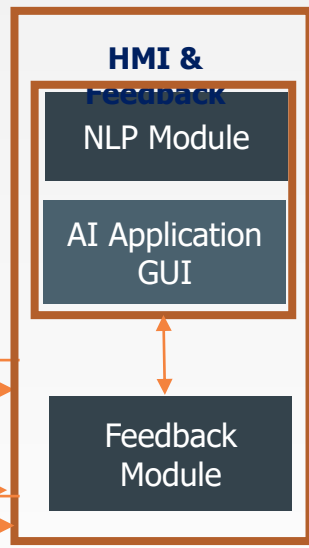 HMI &
Feedback
NLP Module
AI Application
GUI
Feedback
Module